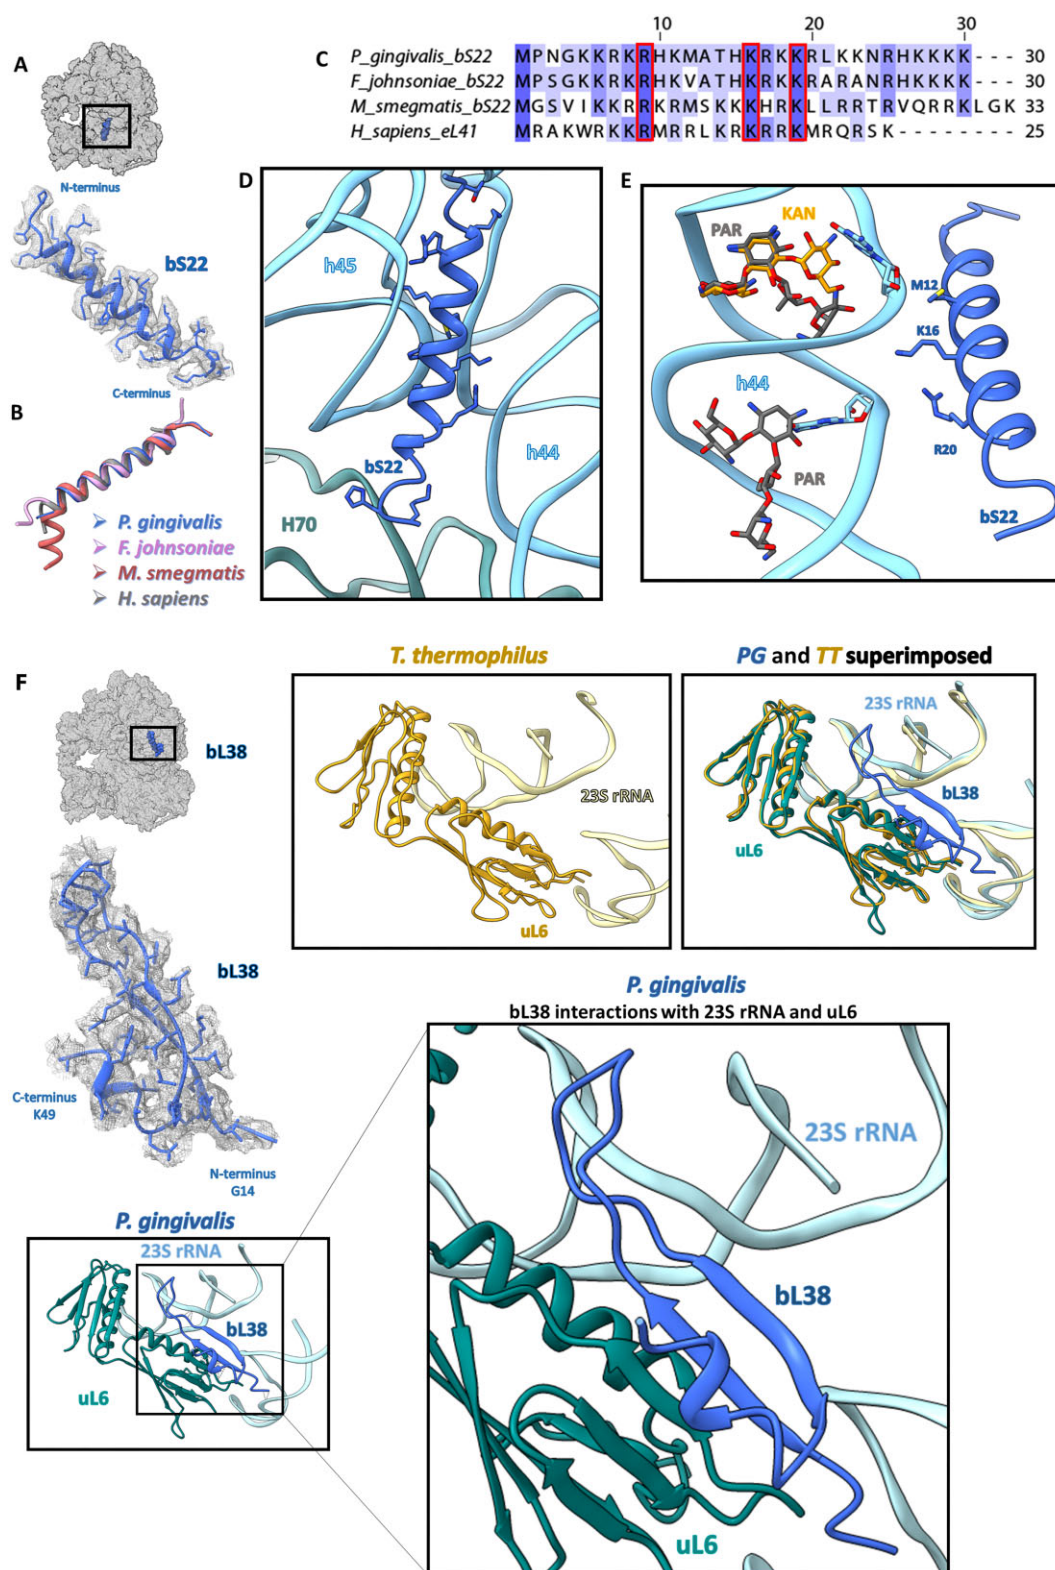 10 20 30
A
C
P_gingivalis_bS22 MPNGKKRKRHKMATHKRKKRLKKNRHKKKK--- 30
F_johnsoniae_bS22 MPSGKKRKRHKVATHKRKKRARANRHKKKK--- 30
M_smegmatis_bS22 MGSVIKKRRKRMSKKKHRKLLRRTRVQRRKLGK 33
H_sapiens_eL41 MRAKWRKKRMRRLKRKRRKMRQRSK-------- 25
N-terminus
bS22
C-terminus
B
P. gingivalis
F. johnsoniae
M. smegmatis
H. sapiens
D
h45
h44
bS22
H70
E
PAR
KAN
M12
K16
h44
R20
PAR
bS22
F
bL38
bL38
C-terminus
K49
N-terminus
G14
T. thermophilus
23S rRNA
uL6
PG and TT superimposed
23S rRNA
bL38
uL6
P. gingivalis
23S rRNA
bL38
uL6
P. gingivalis
bL38 interactions with 23S rRNA and uL6
23S rRNA
bL38
uL6